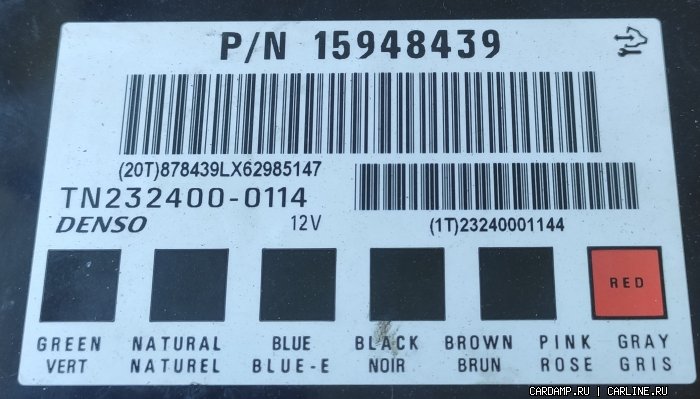 P/N 15948439
(20T)878439LX62985147
TN232400-0114
DENSO 12V
(1T)23240001144
RED
GREEN NATURAL BLUE BLACK BROWN PINK GRAY
VERT NATUREL BLUE-E NOIR BRUN ROSE GRIS
CARDAMP.RU | CARLINE.RU